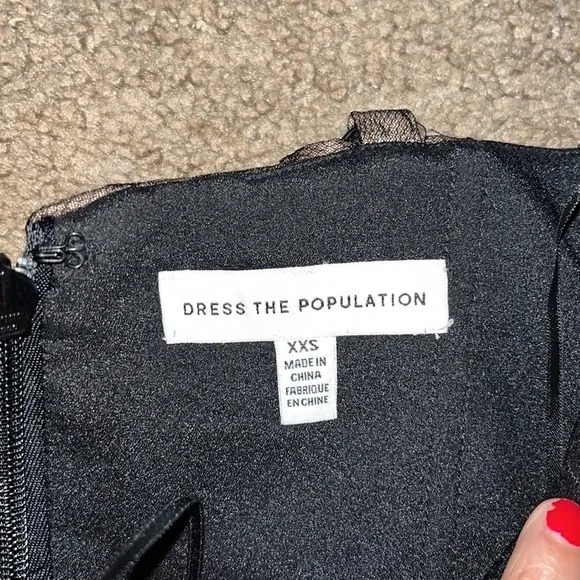 DRESS THE POPULATION
XXS
MADE IN
CHINA
FABRIQUE
EN CHINE